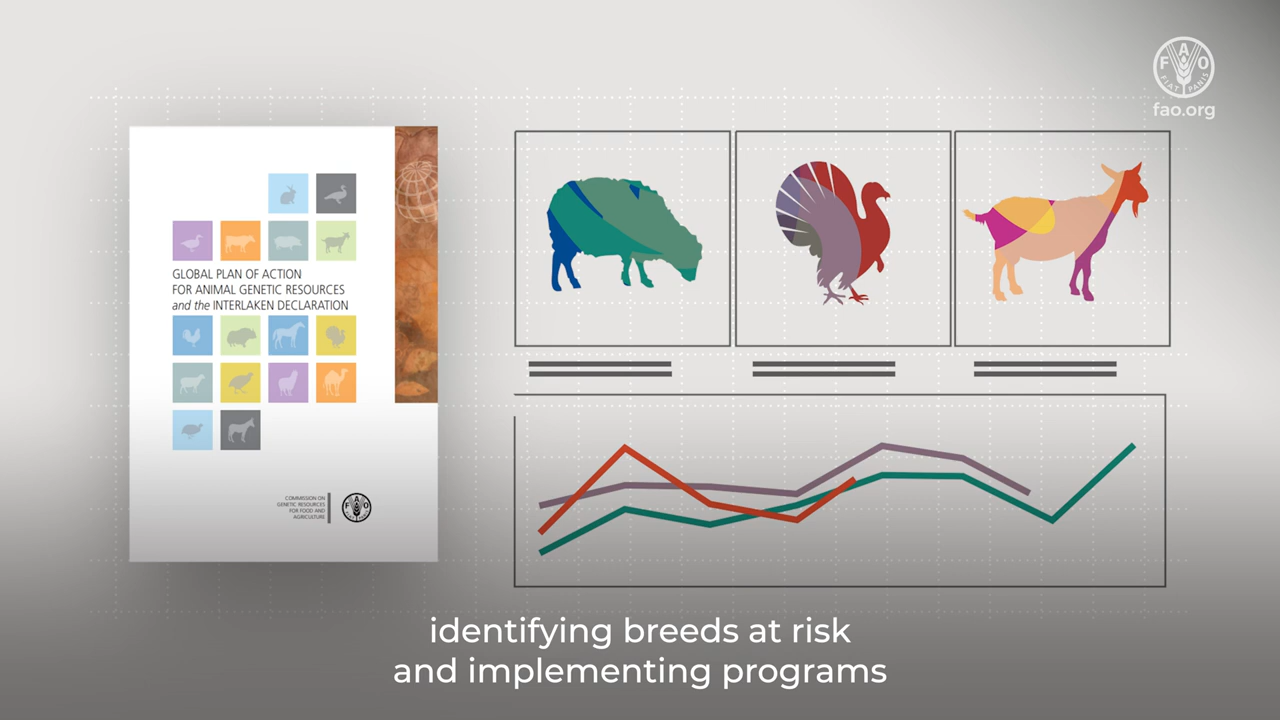 FAO
FIAT PANIS
fao.org
GLOBAL PLAN OF ACTION
FOR ANIMAL GENETIC RESOURCES
and the INTERLAKEN DECLARATION
COMMISSION ON
GENETIC RESOURCES
FOR FOOD AND
AGRICULTURE
FAO
identifying breeds at risk
and implementing programs